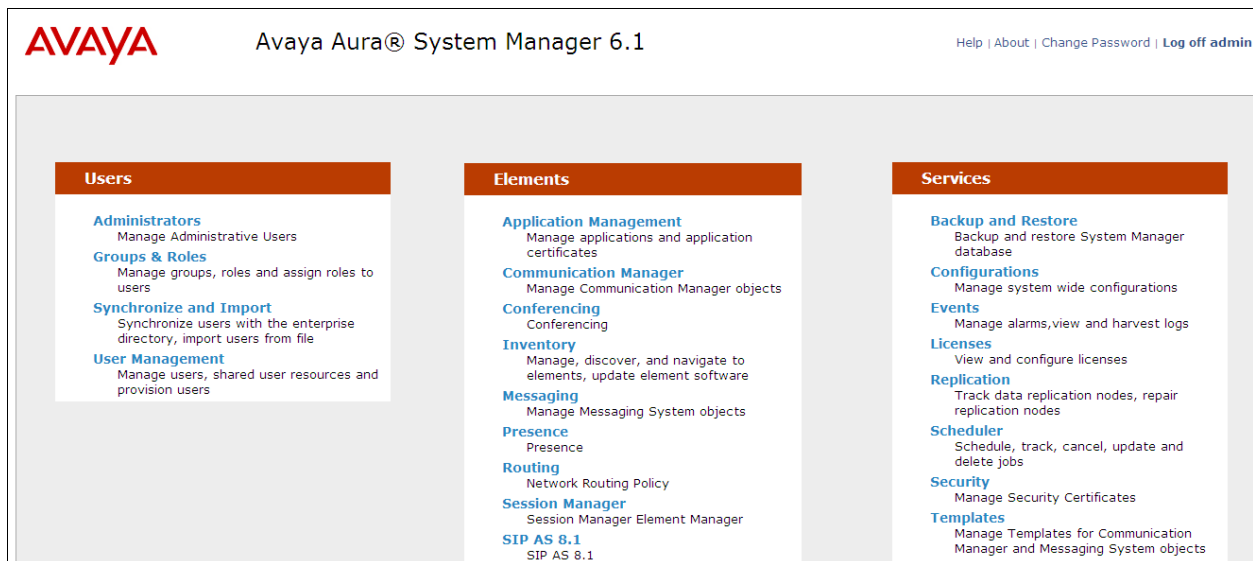 AVAYA
Avaya Aura® System Manager 6.1
Help | About | Change Password | Log off admin
Users
Administrators
Manage Administrative Users
Groups & Roles
Manage groups, roles and assign roles to
users
Synchronize and Import
Synchronize users with the enterprise
directory, import users from file
User Management
Manage users, shared user resources and
provision users
Elements
Application Management
Manage applications and application
certificates
Communication Manager
Manage Communication Manager objects
Conferencing
Conferencing
Inventory
Manage, discover, and navigate to
elements, update element software
Messaging
Manage Messaging System objects
Presence
Presence
Routing
Network Routing Policy
Session Manager
Session Manager Element Manager
SIP AS 8.1
SIP AS 8.1
Services
Backup and Restore
Backup and restore System Manager
database
Configurations
Manage system wide configurations
Events
Manage alarms,view and harvest logs
Licenses
View and configure licenses
Replication
Track data replication nodes, repair
replication nodes
Scheduler
Schedule, track, cancel, update and
delete jobs
Security
Manage Security Certificates
Templates
Manage Templates for Communication
Manager and Messaging System objects